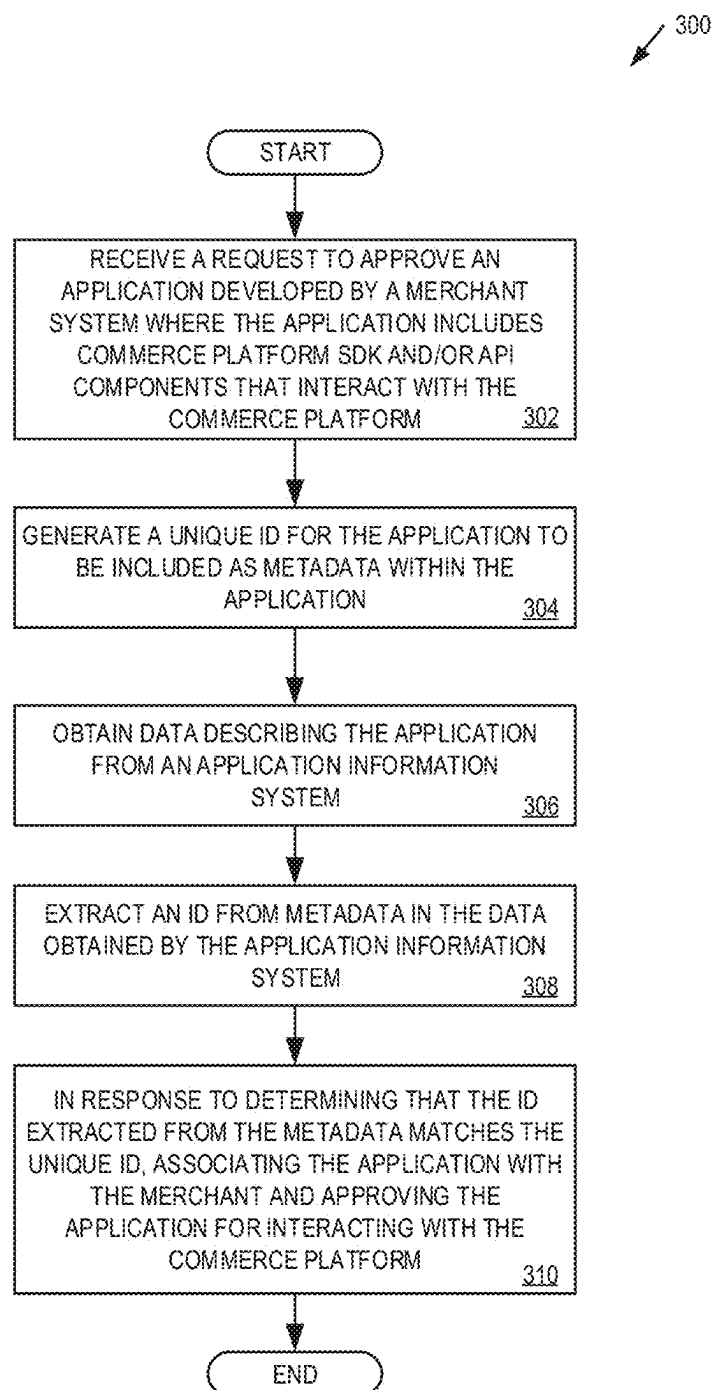 300
START
RECEIVE A REQUEST TO APPROVE AN
APPLICATION DEVELOPED BY A MERCHANT
SYSTEM WHERE THE APPLICATION INCLUDES
COMMERCE PLATFORM SDK AND/OR API
COMPONENTS THAT INTERACT WITH THE
COMMERCE PLATFORM
302
GENERATE A UNIQUE ID FOR THE APPLICATION TO
BE INCLUDED AS METADATA WITHIN THE
APPLICATION
304
OBTAIN DATA DESCRIBING THE APPLICATION
FROM AN APPLICATION INFORMATION
SYSTEM
306
EXTRACT AN ID FROM METADATA IN THE DATA
OBTAINED BY THE APPLICATION INFORMATION
SYSTEM
308
IN RESPONSE TO DETERMINING THAT THE ID
EXTRACTED FROM THE METADATA MATCHES THE
UNIQUE ID, ASSOCIATING THE APPLICATION WITH
THE MERCHANT AND APPROVING THE
APPLICATION FOR INTERACTING WITH THE
COMMERCE PLATFORM
310
END